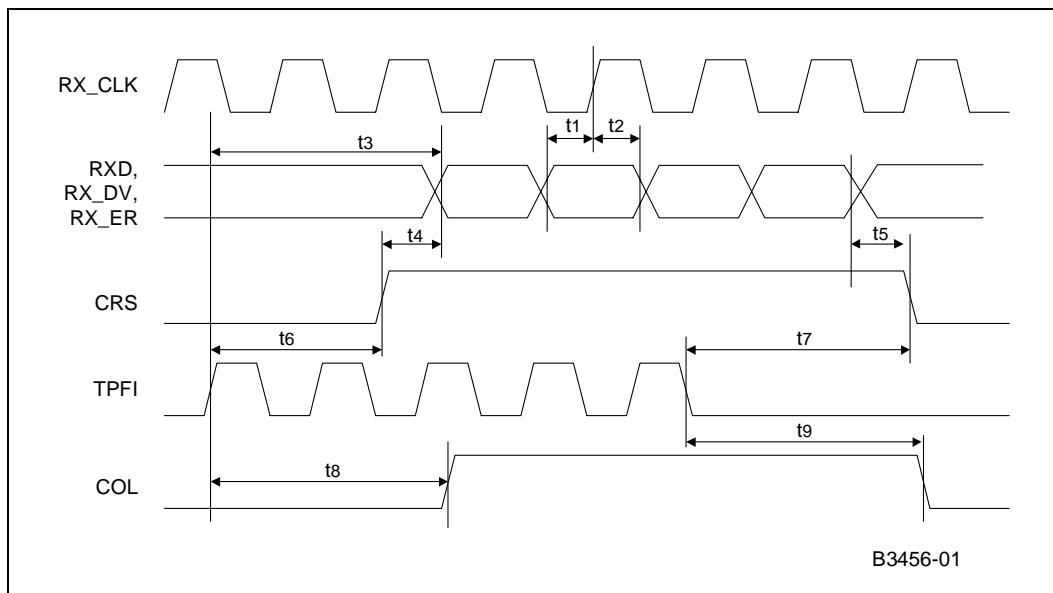 RX_CLK
t1
t2
t3
RXD,
RX_DV,
RX_ER
t4
t5
CRS
t6
t7
TPFI
t9
t8
COL
B3456-01